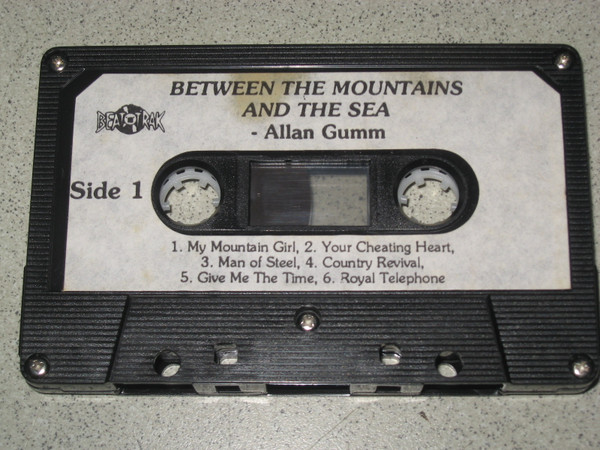 BETWEEN THE MOUNTAINS
AND THE SEA
- Allan Gumm
BEATTRAK
Side 1
1. My Mountain Girl, 2. Your Cheating Heart,
3. Man of Steel, 4. Country Revival,
5. Give Me The Time, 6. Royal Telephone